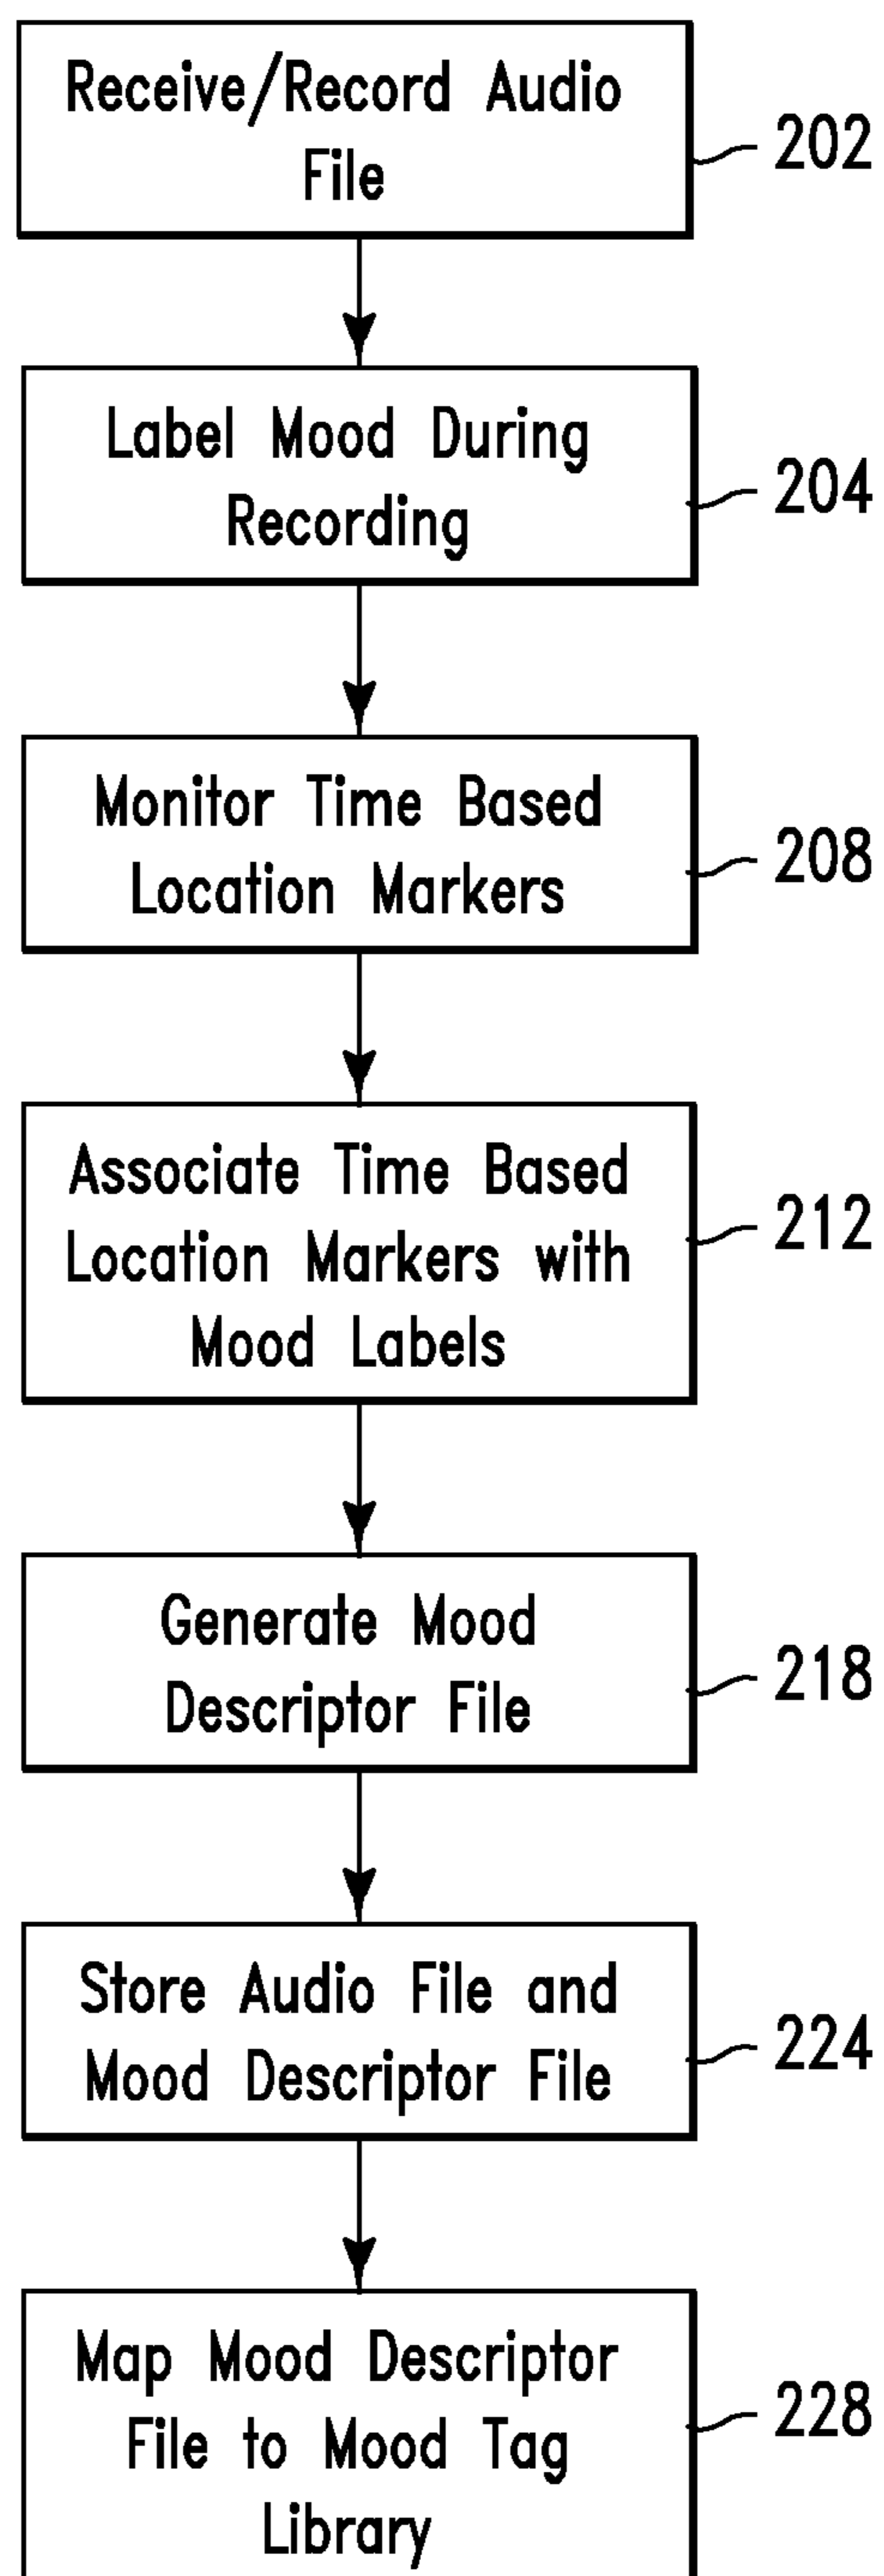 Receive/Record Audio
File
202
Label Mood During
Recording
204
Monitor Time Based
Location Markers
208
Associate Time Based
Location Markers with
Mood Labels
212
Generate Mood
Descriptor File
218
Store Audio File and
Mood Descriptor File
224
Map Mood Descriptor
File to Mood Tag
Library
228